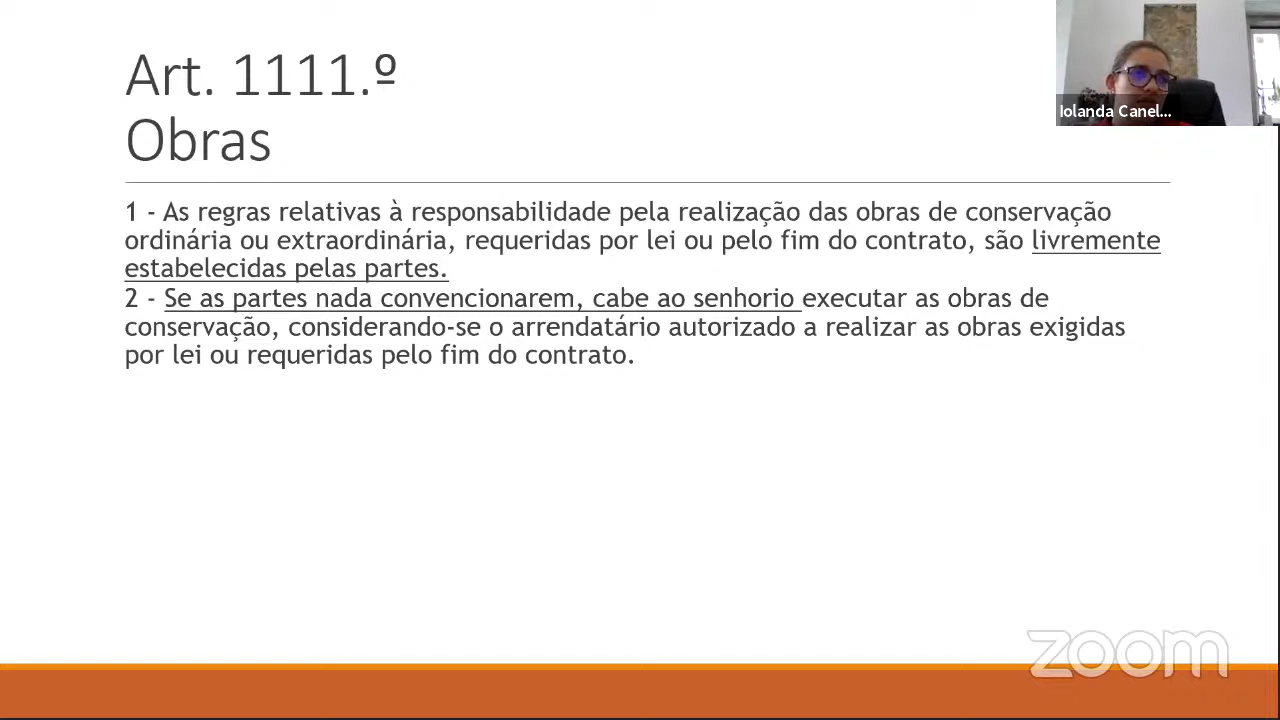 Art. 1111.º
Obras
Iolanda Canel...
1 - As regras relativas à responsabilidade pela realização das obras de conservação
ordinária ou extraordinária, requeridas por lei ou pelo fim do contrato, são livremente
estabelecidas pelas partes.
2 - Se as partes nada convencionarem, cabe ao senhorio executar as obras de
conservação, considerando-se o arrendatário autorizado a realizar as obras exigidas
por lei ou requeridas pelo fim do contrato.
zoom